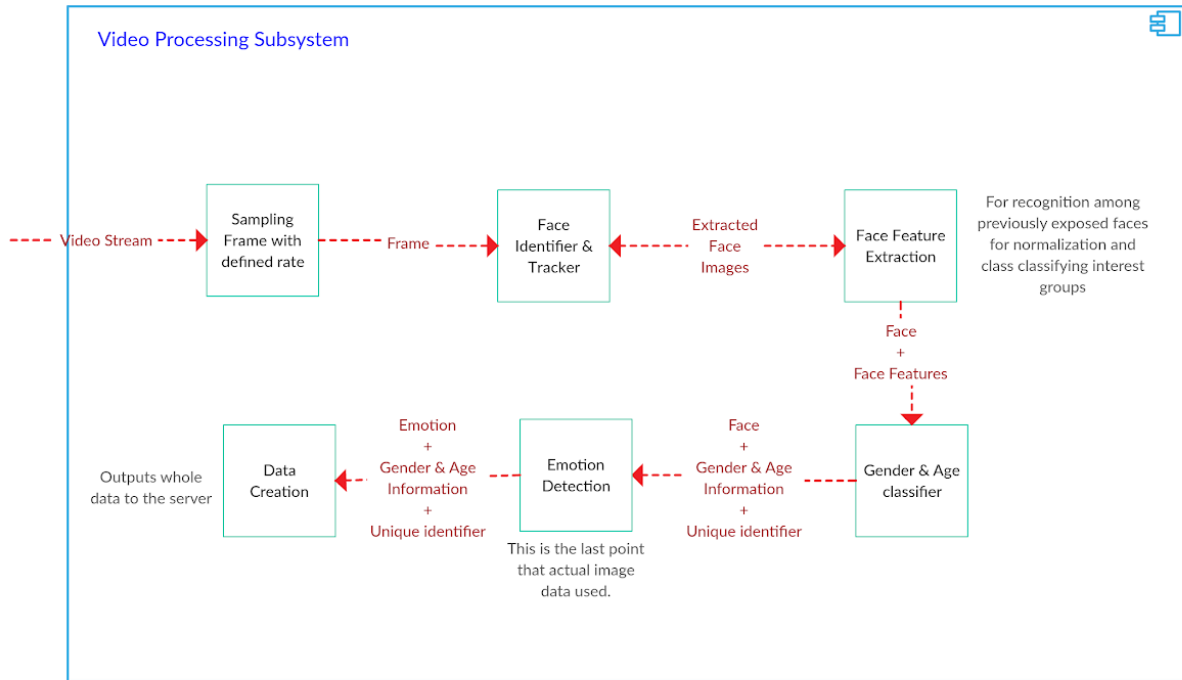 Video Processing Subsystem
Video Stream
Sampling
Frame with
defined rate
Frame
Face
Identifier &
Tracker
Extracted
Face
Images
Face Feature
Extraction
For recognition among
previously exposed faces
for normalization and
class classifying interest
groups
Face
+
Face Features
Gender & Age
classifier
Face
+
Gender & Age
Information
+
Unique identifier
Emotion
Detection
This is the last point
that actual image
data used.
Emotion
+
Gender & Age
Information
+
Unique identifier
Data
Creation
Outputs whole
data to the server